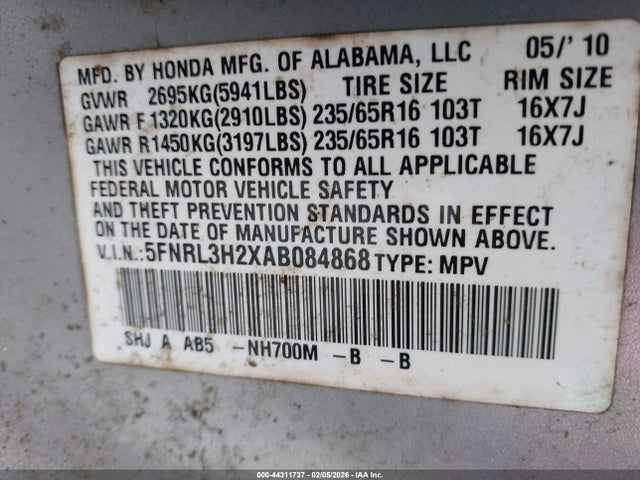 MFD. BY HONDA MFG. OF ALABAMA, LLC 05/'10
GVWR 2695KG(5941LBS) TIRE SIZE RIM SIZE
GAWR F1320KG(2910LBS) 235/65R16 103T 16X7J
GAWR R1450KG(3197LBS) 235/65R16 103T 16X7J
THIS VEHICLE CONFORMS TO ALL APPLICABLE
FEDERAL MOTOR VEHICLE SAFETY
AND THEFT PREVENTION STANDARDS IN EFFECT
ON THE DATE OF MANUFACTURE SHOWN ABOVE.
V.I.N.:5FNRL3H2XAB084868 TYPE: MPV
SHJ A AB5 -NH700M -B -B
000-44311737 - 02/05/2026 - IAA Inc.